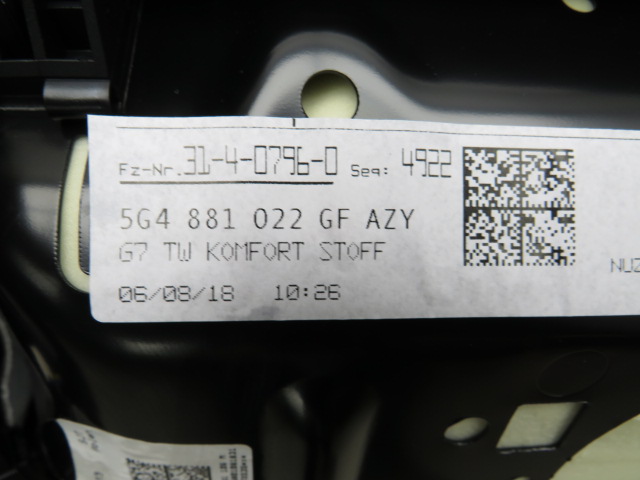 Fz-Nr. 31-4-0796-0 Seq: 4922
5G4 881 022 GF AZY
G7 TW KOMFORT STOFF
NUZ
06/08/18 10:26